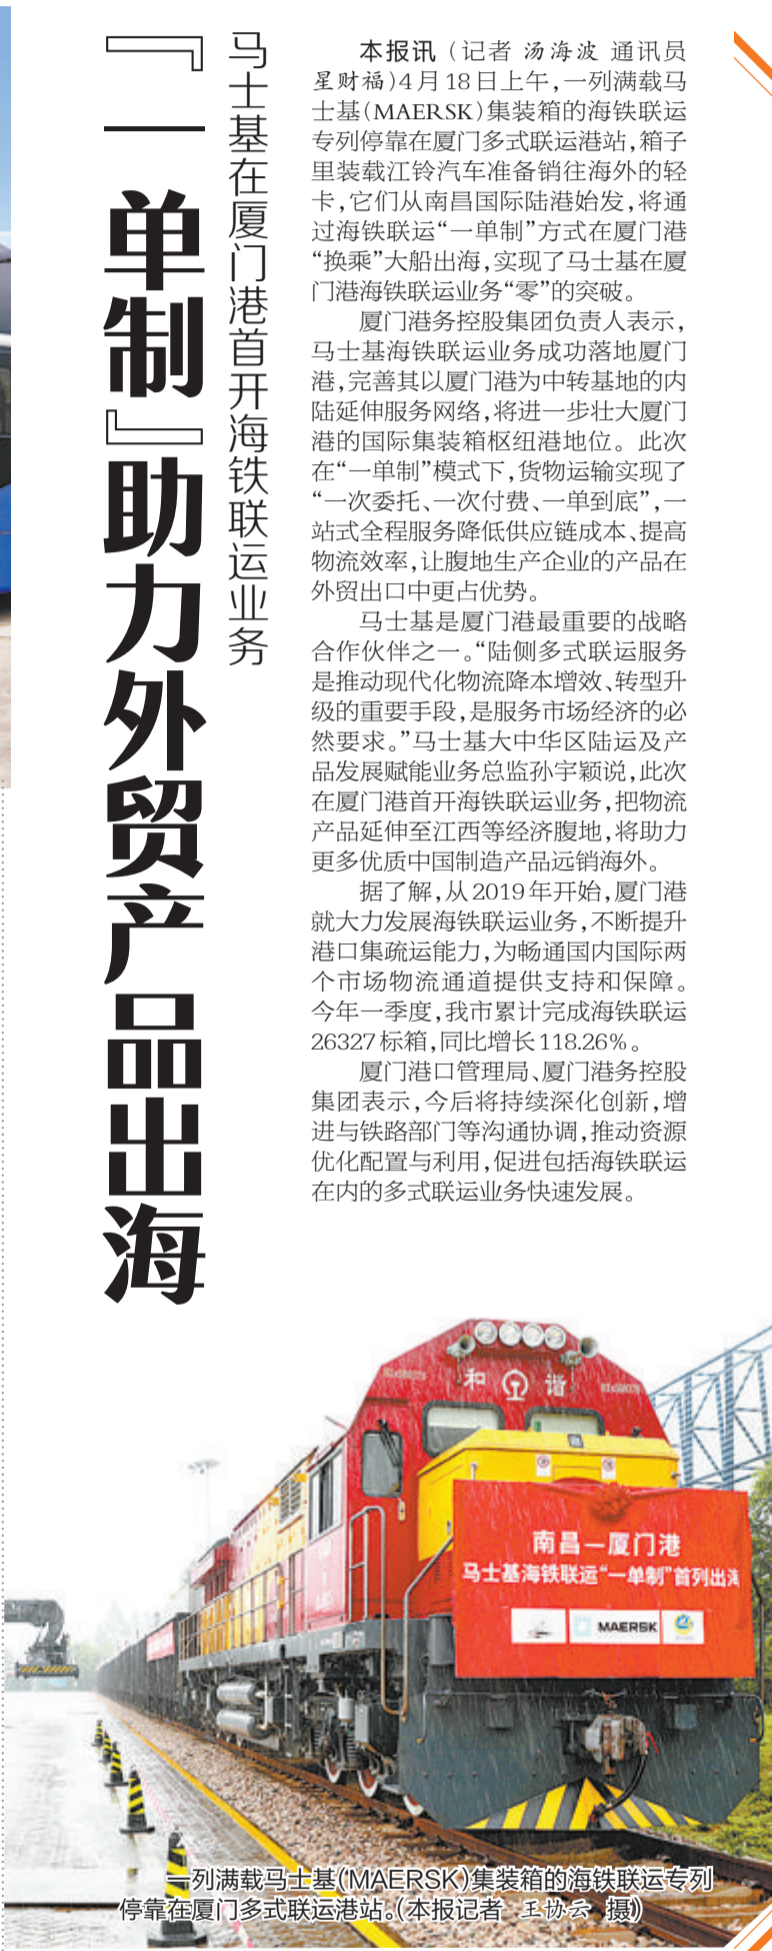 马士基在厦门港首开海铁联运业务
『一单制』助力外贸产品出海
本报讯（记者 汤海波 通讯员
星财福）4月18日上午，一列满载马
士基（MAERSK）集装箱的海铁联运
专列停靠在厦门多式联运港站，箱子
里装载江铃汽车准备销往海外的轻
卡，它们从南昌国际陆港始发，将通
过海铁联运“一单制”方式在厦门港
“换乘”大船出海，实现了马士基在厦
门港海铁联运业务“零”的突破。
厦门港务控股集团负责人表示，
马士基海铁联运业务成功落地厦门
港，完善其以厦门港为中转基地的内
陆延伸服务网络，将进一步壮大厦门
港的国际集装箱枢纽港地位。此次
在“一单制”模式下，货物运输实现了
“一次委托、一次付费、一单到底”，一
站式全程服务降低供应链成本、提高
物流效率，让腹地生产企业的产品在
外贸出口中更占优势。
马士基是厦门港最重要的战略
合作伙伴之一。“陆侧多式联运服务
是推动现代化物流降本增效、转型升
级的重要手段，是服务市场经济的必
然要求。”马士基大中华区陆运及产
品发展赋能业务总监孙宇颖说，此次
在厦门港首开海铁联运业务，把物流
产品延伸至江西等经济腹地，将助力
更多优质中国制造产品远销海外。
据了解，从2019年开始，厦门港
就大力发展海铁联运业务，不断提升
港口集疏运能力，为畅通国内国际两
个市场物流通道提供支持和保障。
今年一季度，我市累计完成海铁联运
26327标箱，同比增长118.26%。
厦门港口管理局、厦门港务控股
集团表示，今后将持续深化创新，增
进与铁路部门等沟通协调，推动资源
优化配置与利用，促进包括海铁联运
在内的多式联运业务快速发展。
和 谐
南昌—厦门港
马士基海铁联运“一单制”首列出海
MAERSK
一列满载马士基（MAERSK）集装箱的海铁联运专列
停靠在厦门多式联运港站。（本报记者 王协云 摄）